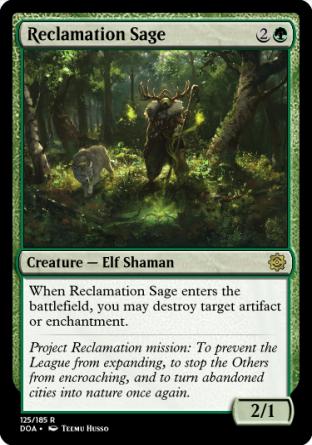 Reclamation Sage 2
Creature — Elf Shaman
When Reclamation Sage enters the
battlefield, you may destroy target artifact
or enchantment.
Project Reclamation mission: To prevent the
League from expanding, to stop the Others
from encroaching, and to turn abandoned
cities into nature once again.
2/1
125/185 R
DOA • Teemu Husso